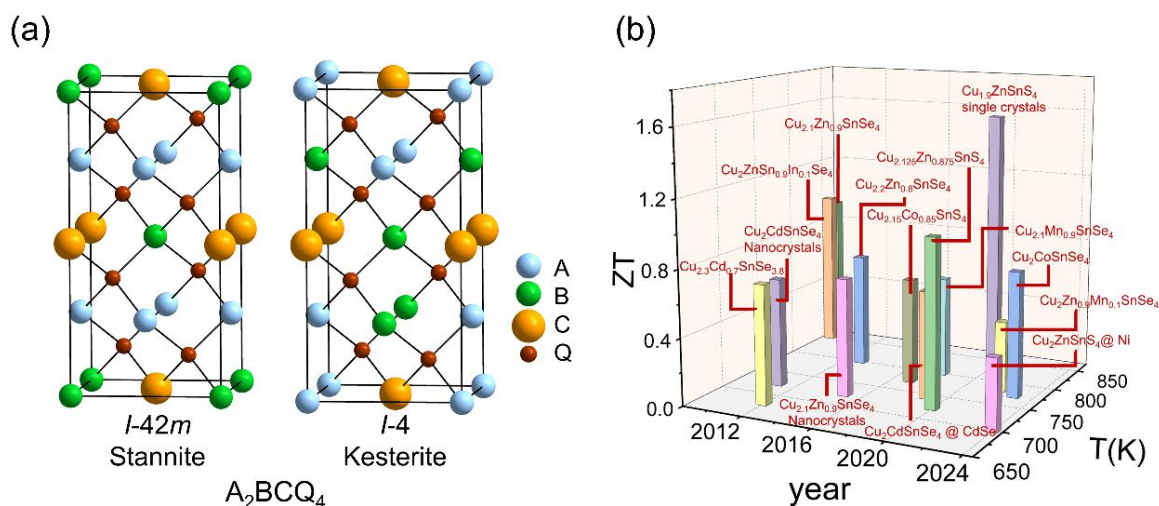 (a)
A
B
C
Q
I-42m
Stannite
I-4
Kesterite
A₂BCQ₄
(b)
ZT
1.6
1.2
0.8
0.4
0.0
Cu₁.₉ZnSnS₄
single crystals
Cu₂.₁Zn₀.₉SnSe₄
Cu₂ZnSn₀.₉In₀.₁Se₄
Cu₂.₁₂₅Zn₀.₈₇₅SnS₄
Cu₂.₂Zn₀.₈SnSe₄
Cu₂.₁₅Co₀.₈₅SnS₄
Cu₂CdSnSe₄
Nanocrystals
Cu₂.₃Cd₀.₇SnSe₃.₈
Cu₂.₁Mn₀.₉SnSe₄
Cu₂CoSnSe₄
Cu₂Zn₀.₉Mn₀.₁SnSe₄
Cu₂ZnSnS₄@ Ni
Cu₂.₁Zn₀.₉SnSe₄
Nanocrystals
Cu₂CdSnSe₄ @ CdSe
2012
2016
2020
2024
year
650
700
750
800
850
T(K)